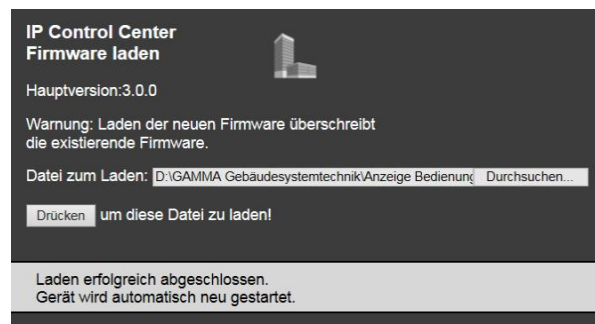 IP Control Center
Firmware laden
Hauptversion:3.0.0
Warnung: Laden der neuen Firmware überschreibt
die existierende Firmware.
Datei zum Laden: D:\GAMMA Gebäudesystemtechnik\Anzeige Bedienung Durchsuchen...
Drücken um diese Datei zu laden!
Laden erfolgreich abgeschlossen.
Gerät wird automatisch neu gestartet.